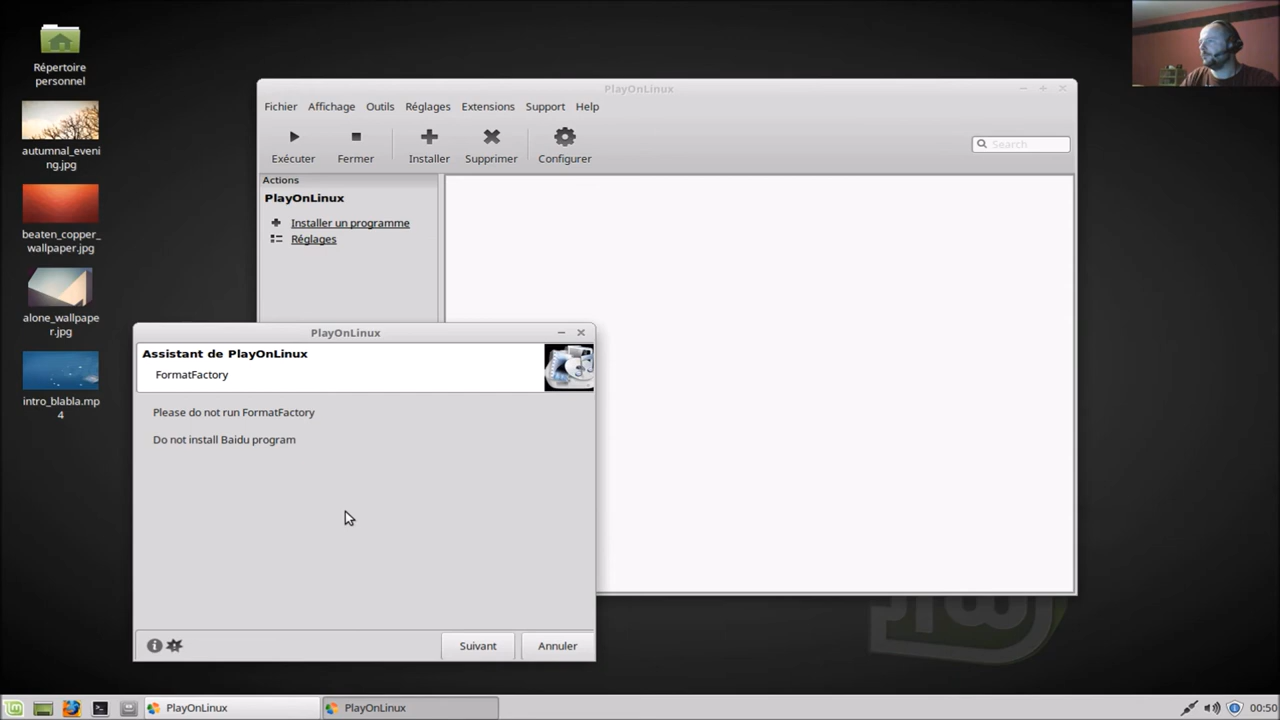 Répertoire
personnel
autumnal_eveni
ng.jpg
beaten_copper_
wallpaper.jpg
alone_wallpape
r.jpg
intro_blabla.mp
4
PlayOnLinux
Fichier Affichage Outils Réglages Extensions Support Help
Exécuter Fermer Installer Supprimer Configurer
Search
Actions
PlayOnLinux
Installer un programme
Réglages
PlayOnLinux
Assistant de PlayOnLinux
FormatFactory
Please do not run FormatFactory
Do not install Baidu program
Suivant Annuler
PlayOnLinux PlayOnLinux 00:50